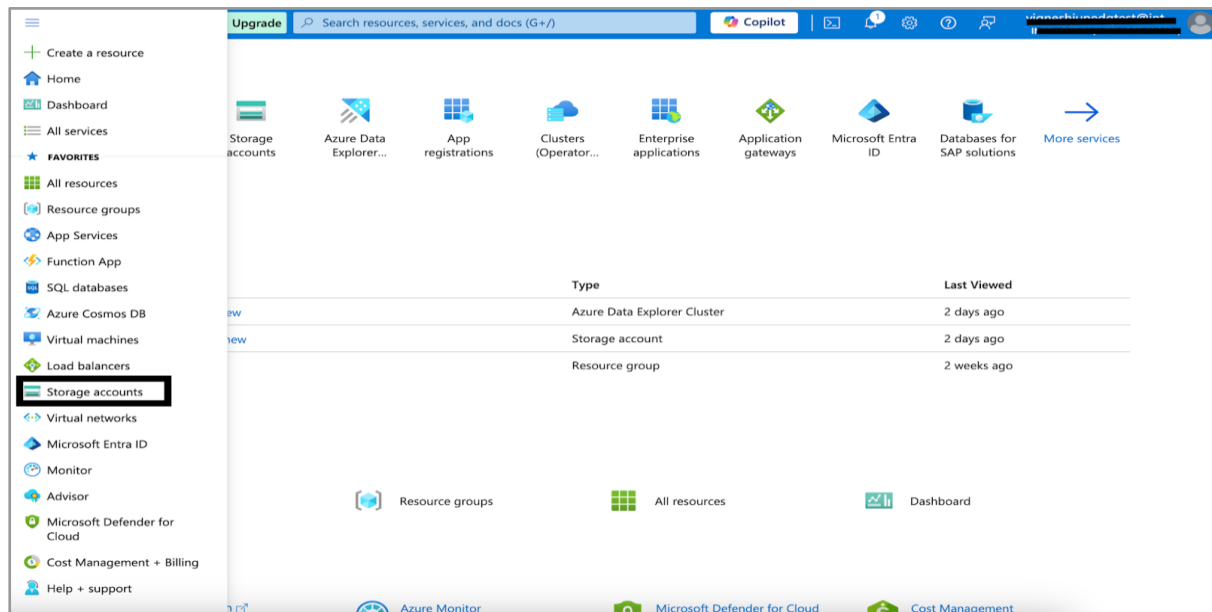 Upgrade
Search resources, services, and docs (G+/)
Copilot
1
Create a resource
Home
Dashboard
All services
FAVORITES
All resources
Resource groups
App Services
Function App
SQL databases
Azure Cosmos DB
Virtual machines
Load balancers
Storage accounts
Virtual networks
Microsoft Entra ID
Monitor
Advisor
Microsoft Defender for
Cloud
Cost Management + Billing
Help + support
Storage
accounts
Azure Data
Explorer...
App
registrations
Clusters
(Operator...
Enterprise
applications
Application
gateways
Microsoft Entra
ID
Databases for
SAP solutions
More services
Type
Last Viewed
ew
Azure Data Explorer Cluster
2 days ago
new
Storage account
2 days ago
Resource group
2 weeks ago
Resource groups
All resources
Dashboard
Azure Monitor
Microsoft Defender for Cloud
Cost Management